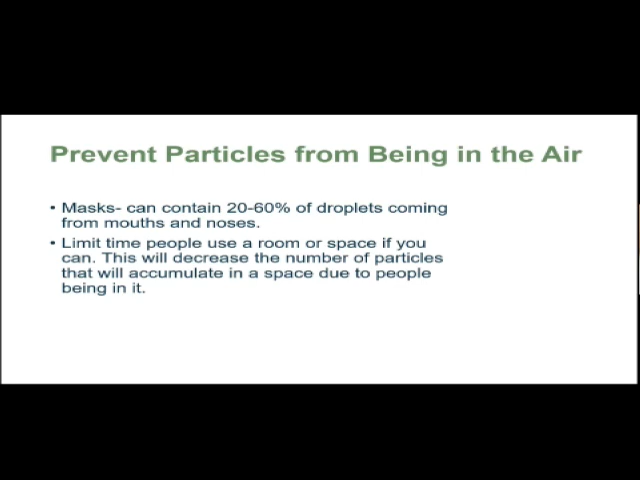 Prevent Particles from Being in the Air
• Masks- can contain 20-60% of droplets coming
from mouths and noses.
• Limit time people use a room or space if you
can. This will decrease the number of particles
that will accumulate in a space due to people
being in it.